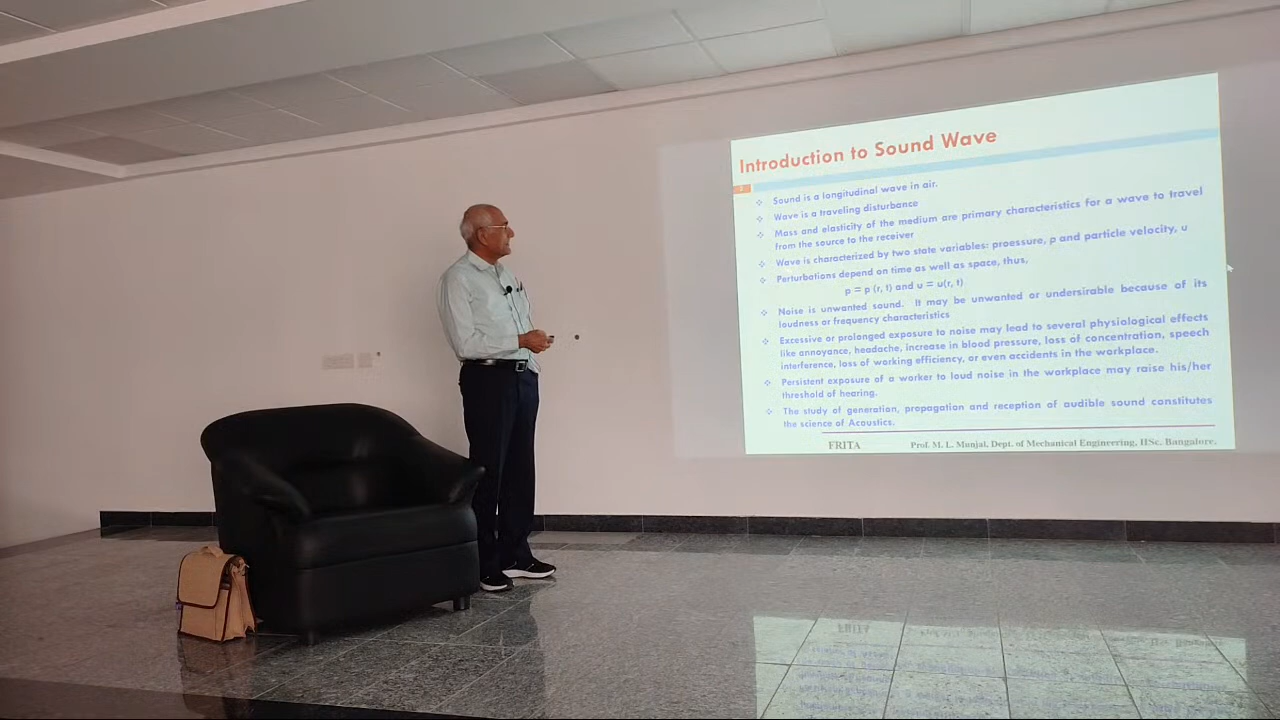 Introduction to Sound Wave
2
Sound is a longitudinal wave in air.
Wave is a traveling disturbance
Mass and elasticity of the medium are primary characteristics for a wave to travel
from the source to the receiver
Wave is characterized by two state variables: proessure, p and particle velocity, u
Perturbations depend on time as well as space, thus,
p = p (r, t) and u = u(r, t)
Noise is unwanted sound. It may be unwanted or undersirable because of its
loudness or frequency characteristics
Excessive or prolonged exposure to noise may lead to several physiological effects
like annoyance, headache, increase in blood pressure, loss of concentration, speech
interference, loss of working efficiency, or even accidents in the workplace.
Persistent exposure of a worker to loud noise in the workplace may raise his/her
threshold of hearing.
The study of generation, propagation and reception of audible sound constitutes
the science of Acoustics.
FRITA Prof. M. L. Munjal, Dept. of Mechanical Enginerring, IISc. Bangalore,